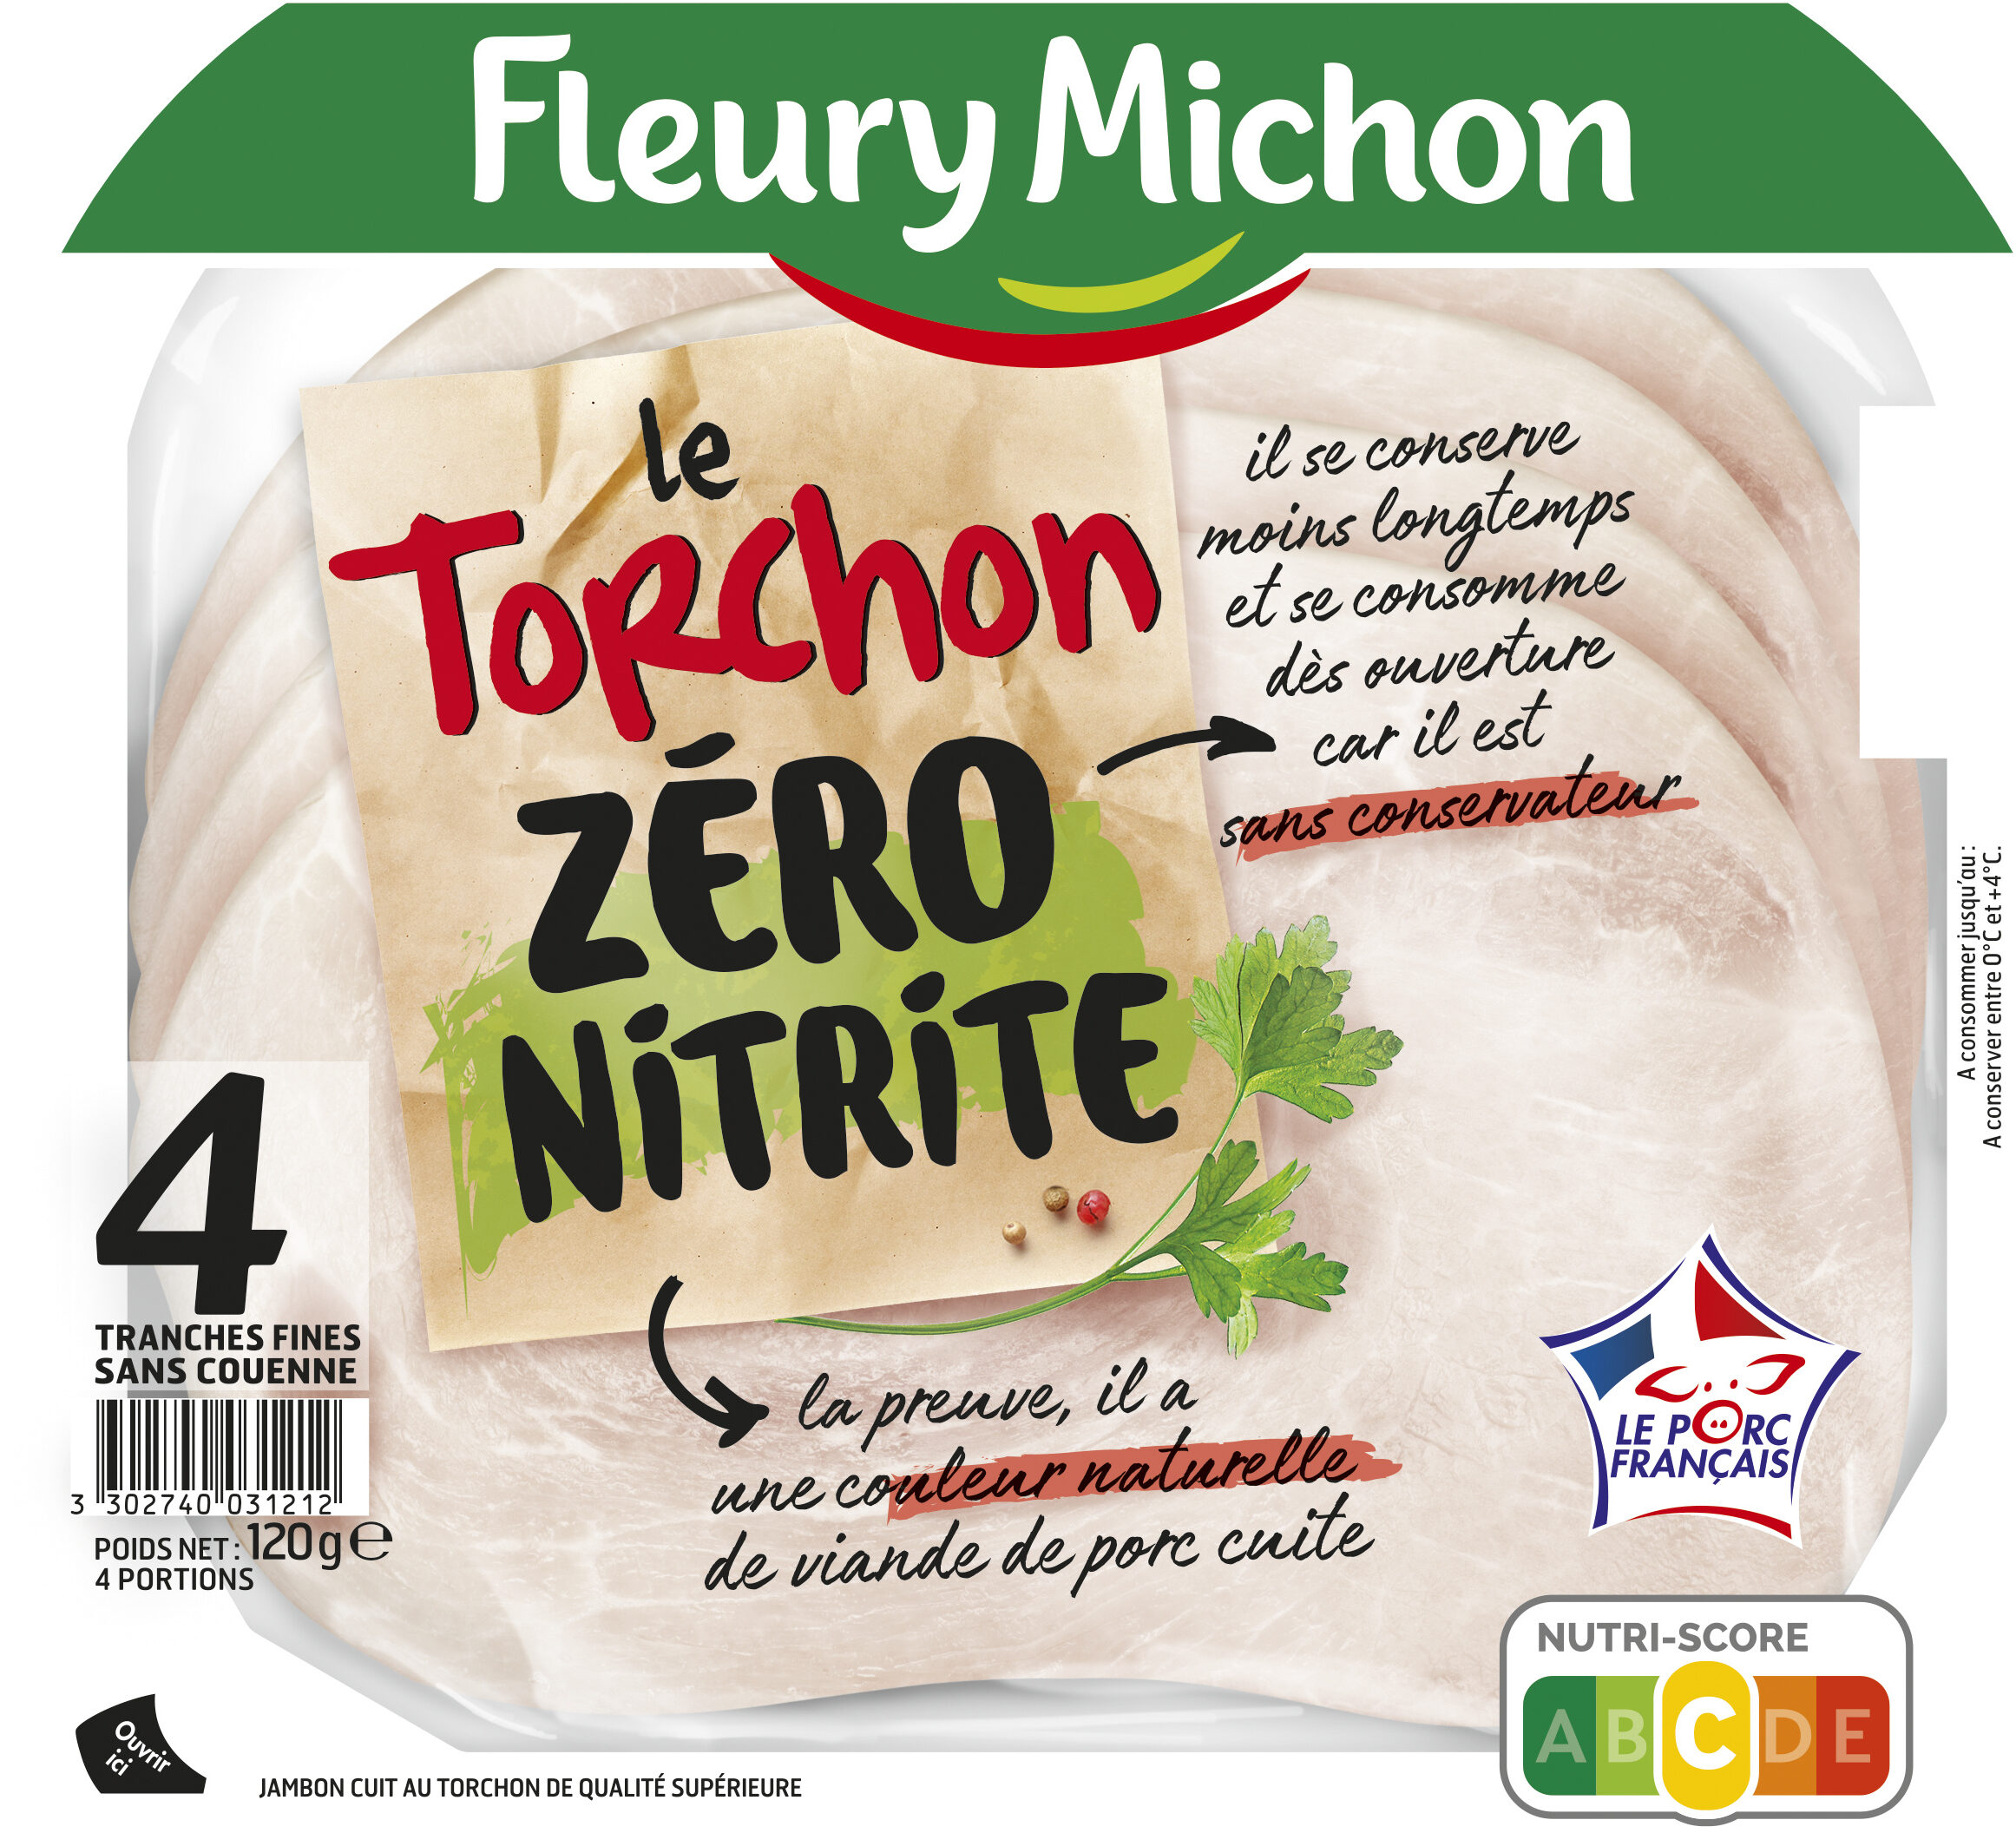 Fleury Michon
le
Torchon
ZÉRO
NiTRiTE
il se conserve
moins longtemps
et se consomme
dès ouverture
car il est
sans conservateur
la preuve, il a
une couleur naturelle
de viande de porc cuite
4
TRANCHES FINES
SANS COUENNE
3 302740 031212
POIDS NET : 120g e
4 PORTIONS
A consommer jusqu'au :
A conserver entre 0°C et +4°C.
LE PORC
FRANÇAIS
NUTRI-SCORE
A B C D E
Ouvrir
ici
JAMBON CUIT AU TORCHON DE QUALITÉ SUPÉRIEURE